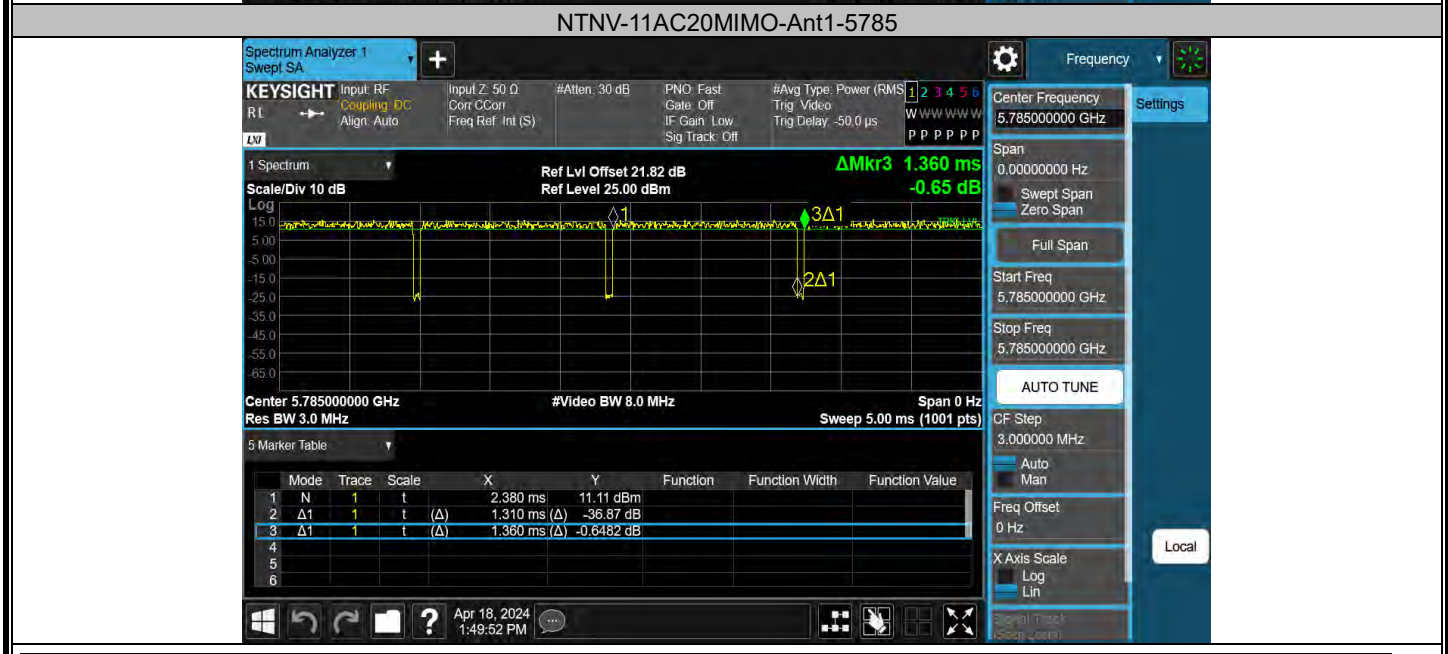 NTNV-11AC20MIMO-Ant1-5785
Spectrum Analyzer 1
Swept SA
+
Frequency
KEYSIGHT
RL
LXI
Input: RF
Coupling: DC
Align: Auto
Input Z: 50 Ω
Corr CCorr
Freq Ref: Int (S)
#Atten: 30 dB
PNO: Fast
Gate: Off
IF Gain: Low
Sig Track: Off
#Avg Type: Power (RMS
Trig: Video
Trig Delay: -50.0 µs
1 2 3 4 5 6
W W W W W W
P P P P P P
Center Frequency
5.785000000 GHz
Settings
1 Spectrum
Scale/Div 10 dB
Ref Lvl Offset 21.82 dB
Ref Level 25.00 dBm
ΔMkr3 1.360 ms
-0.65 dB
Span
0.00000000 Hz
Swept Span
Zero Span
Log
15.0
5.00
-5.00
-15.0
-25.0
-35.0
-45.0
-55.0
-65.0
1
3Δ1
2Δ1
Full Span
Start Freq
5.785000000 GHz
Stop Freq
5.785000000 GHz
AUTO TUNE
Center 5.785000000 GHz
#Video BW 8.0 MHz
Span 0 Hz
Res BW 3.0 MHz
Sweep 5.00 ms (1001 pts)
CF Step
3.000000 MHz
Auto
Man
5 Marker Table
Mode Trace Scale X Y Function Function Width Function Value
1 N 1 t 2.380 ms 11.11 dBm
2 Δ1 1 t (Δ) 1.310 ms (Δ) -36.87 dB
3 Δ1 1 t (Δ) 1.360 ms (Δ) -0.6482 dB
4
5
6
Freq Offset
0 Hz
X Axis Scale
Log
Lin
Local
?
Apr 18, 2024
1:49:52 PM